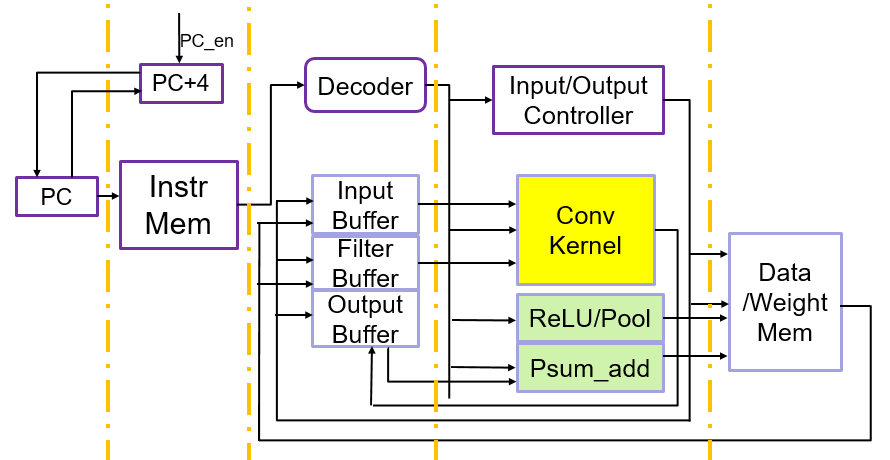 PC_en
PC+4
Decoder
Input/Output
Controller
PC
Instr
Mem
Input
Buffer
Filter
Buffer
Output
Buffer
Conv
Kernel
ReLU/Pool
Psum_add
Data
/Weight
Mem